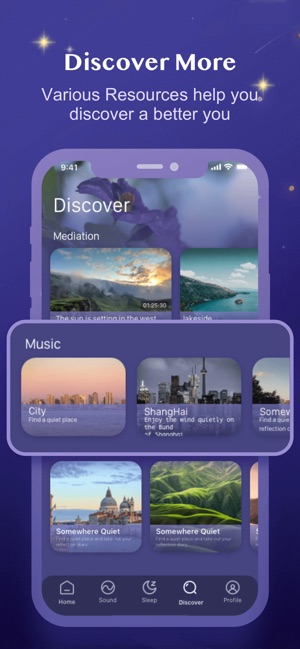 Discover More
Various Resources help you
discover a better you
9:41
Discover
Mediation
01:25:30
The sun is setting in the west
lakeside
Music
City
Find a quiet place
ShangHai
Enjoy the wind quietly on
the Bund
of Shanghai
Somew
Find a quie
reflection d
Somewhere Quiet
Find a quiet place and take out your
reflection diary
Somewhere Quiet
Find a quiet place and take out your
reflection diary
Home
Sound
Sleep
Discover
Profile